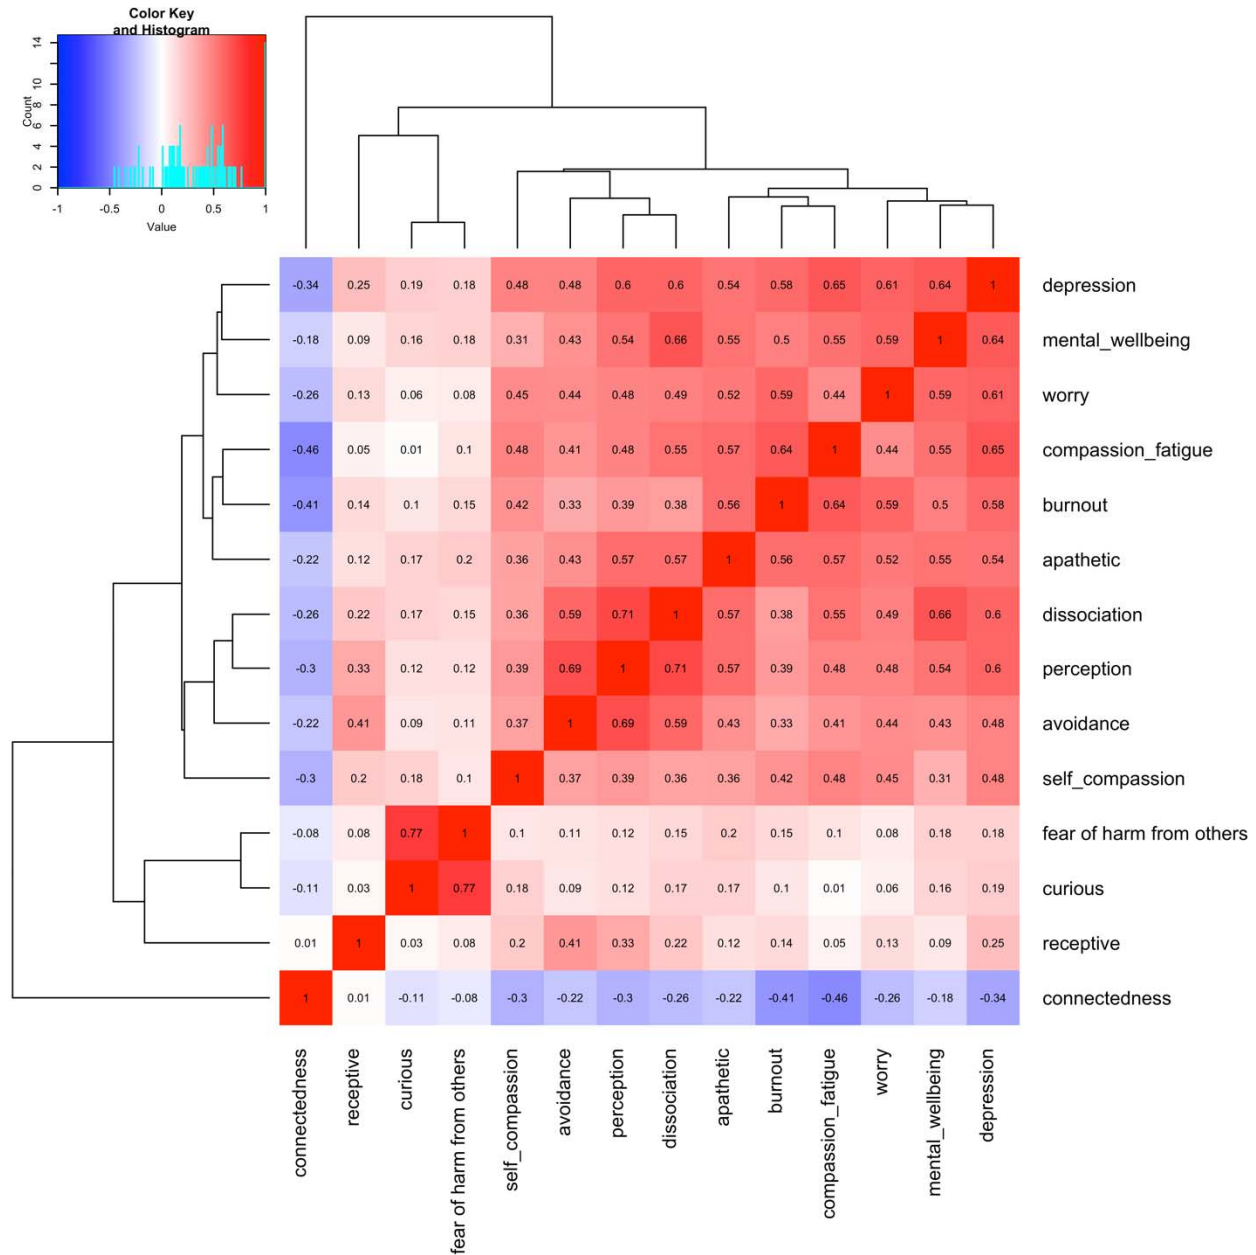 Color Key
and Histogram
Count
0 2 4 6 8 10 14
-1 -0.5 0 0.5 1
Value
-0.34 0.25 0.19 0.18 0.48 0.48 0.6 0.6 0.54 0.58 0.65 0.61 0.64 1 depression
-0.18 0.09 0.16 0.18 0.31 0.43 0.54 0.66 0.55 0.5 0.55 0.59 1 0.64 mental_wellbeing
-0.26 0.13 0.06 0.08 0.45 0.44 0.48 0.49 0.52 0.59 0.44 1 0.59 0.61 worry
-0.46 0.05 0.01 0.1 0.48 0.41 0.48 0.55 0.57 0.64 1 0.44 0.55 0.65 compassion_fatigue
-0.41 0.14 0.1 0.15 0.42 0.33 0.39 0.38 0.56 1 0.64 0.59 0.5 0.58 burnout
-0.22 0.12 0.17 0.2 0.36 0.43 0.57 0.57 1 0.56 0.57 0.52 0.55 0.54 apathetic
-0.26 0.22 0.17 0.15 0.36 0.59 0.71 1 0.57 0.38 0.55 0.49 0.66 0.6 dissociation
-0.3 0.33 0.12 0.12 0.39 0.69 1 0.71 0.57 0.39 0.48 0.48 0.54 0.6 perception
-0.22 0.41 0.09 0.11 0.37 1 0.69 0.59 0.43 0.33 0.41 0.44 0.43 0.48 avoidance
-0.3 0.2 0.18 0.1 1 0.37 0.39 0.36 0.36 0.42 0.48 0.45 0.31 0.48 self_compassion
-0.08 0.08 0.77 1 0.1 0.11 0.12 0.15 0.2 0.15 0.1 0.08 0.18 0.18 fear of harm from others
-0.11 0.03 1 0.77 0.18 0.09 0.12 0.17 0.17 0.1 0.01 0.06 0.16 0.19 curious
0.01 1 0.03 0.08 0.2 0.41 0.33 0.22 0.12 0.14 0.05 0.13 0.09 0.25 receptive
1 0.01 -0.11 -0.08 -0.3 -0.22 -0.3 -0.26 -0.22 -0.41 -0.46 -0.26 -0.18 -0.34 connectedness
connectedness
receptive
curious
fear of harm from others
self_compassion
avoidance
perception
dissociation
apathetic
burnout
compassion_fatigue
worry
mental_wellbeing
depression